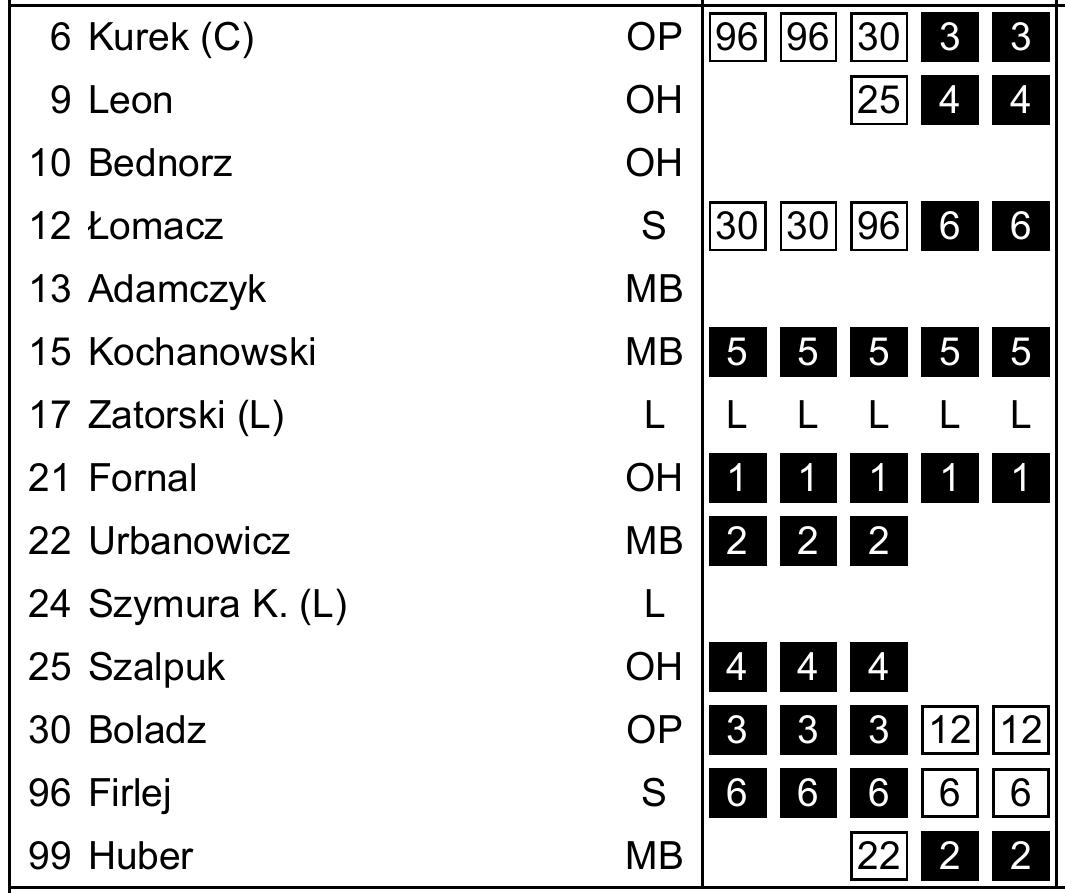 6 Kurek (C) OP 96 96 30 3 3
9 Leon OH 25 4 4
10 Bednorz OH
12 Łomacz S 30 30 96 6 6
13 Adamczyk MB
15 Kochanowski MB 5 5 5 5 5
17 Zatorski (L) L L L L L L
21 Fornal OH 1 1 1 1 1
22 Urbanowicz MB 2 2 2
24 Szymura K. (L) L
25 Szalpuk OH 4 4 4
30 Boladz OP 3 3 3 12 12
96 Firlej S 6 6 6 6 6
99 Huber MB 22 2 2